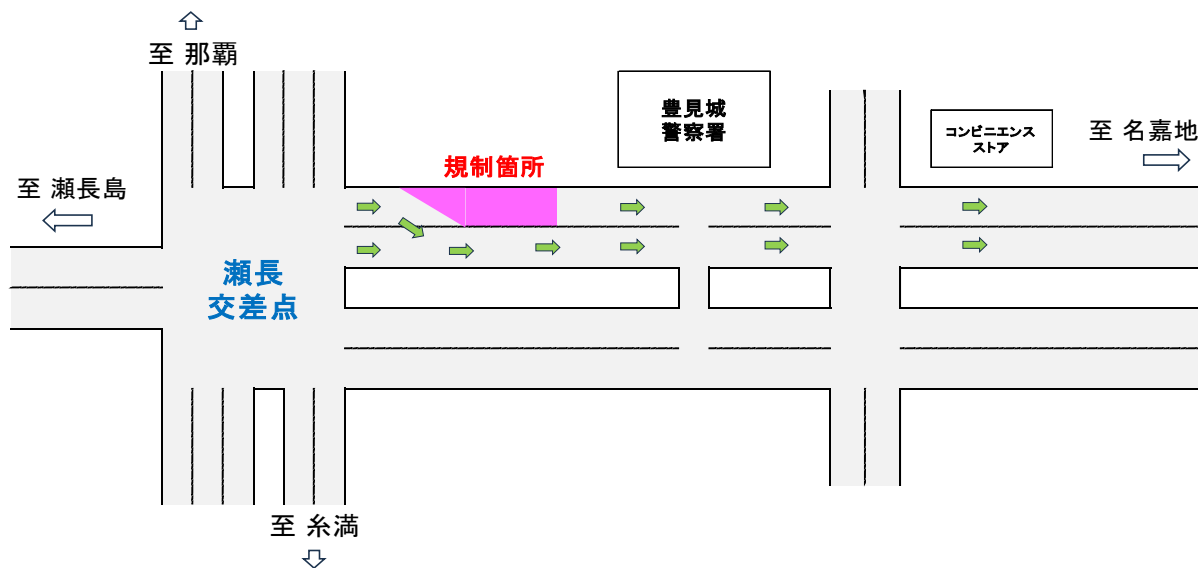 至 那覇
豊見城
警察署
コンビニエンス
ストア
至 名嘉地
規制箇所
至 瀬長島
瀬長
交差点
至 糸満